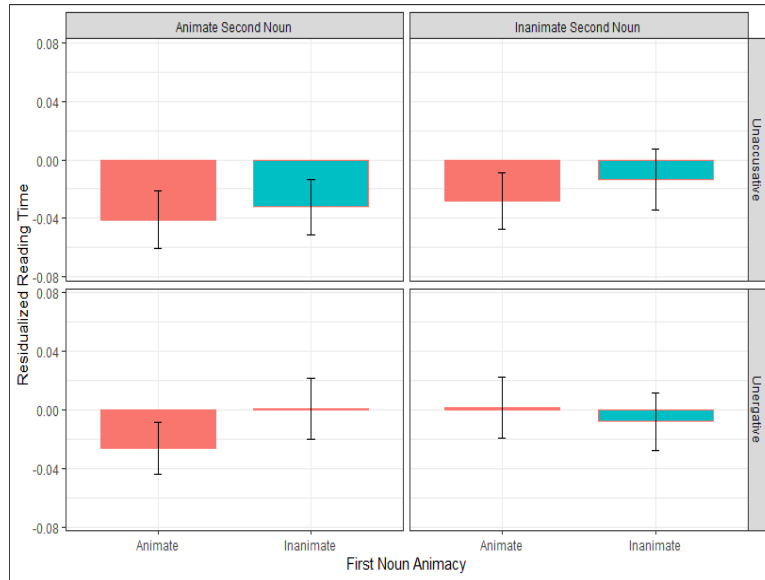 Animate Second Noun
Inanimate Second Noun
0.08
0.04
0.00
-0.04
-0.08
Unaccusative
0.08
0.04
0.00
-0.04
-0.08
Unergative
Residualized Reading Time
Animate
Inanimate
Animate
Inanimate
First Noun Animacy